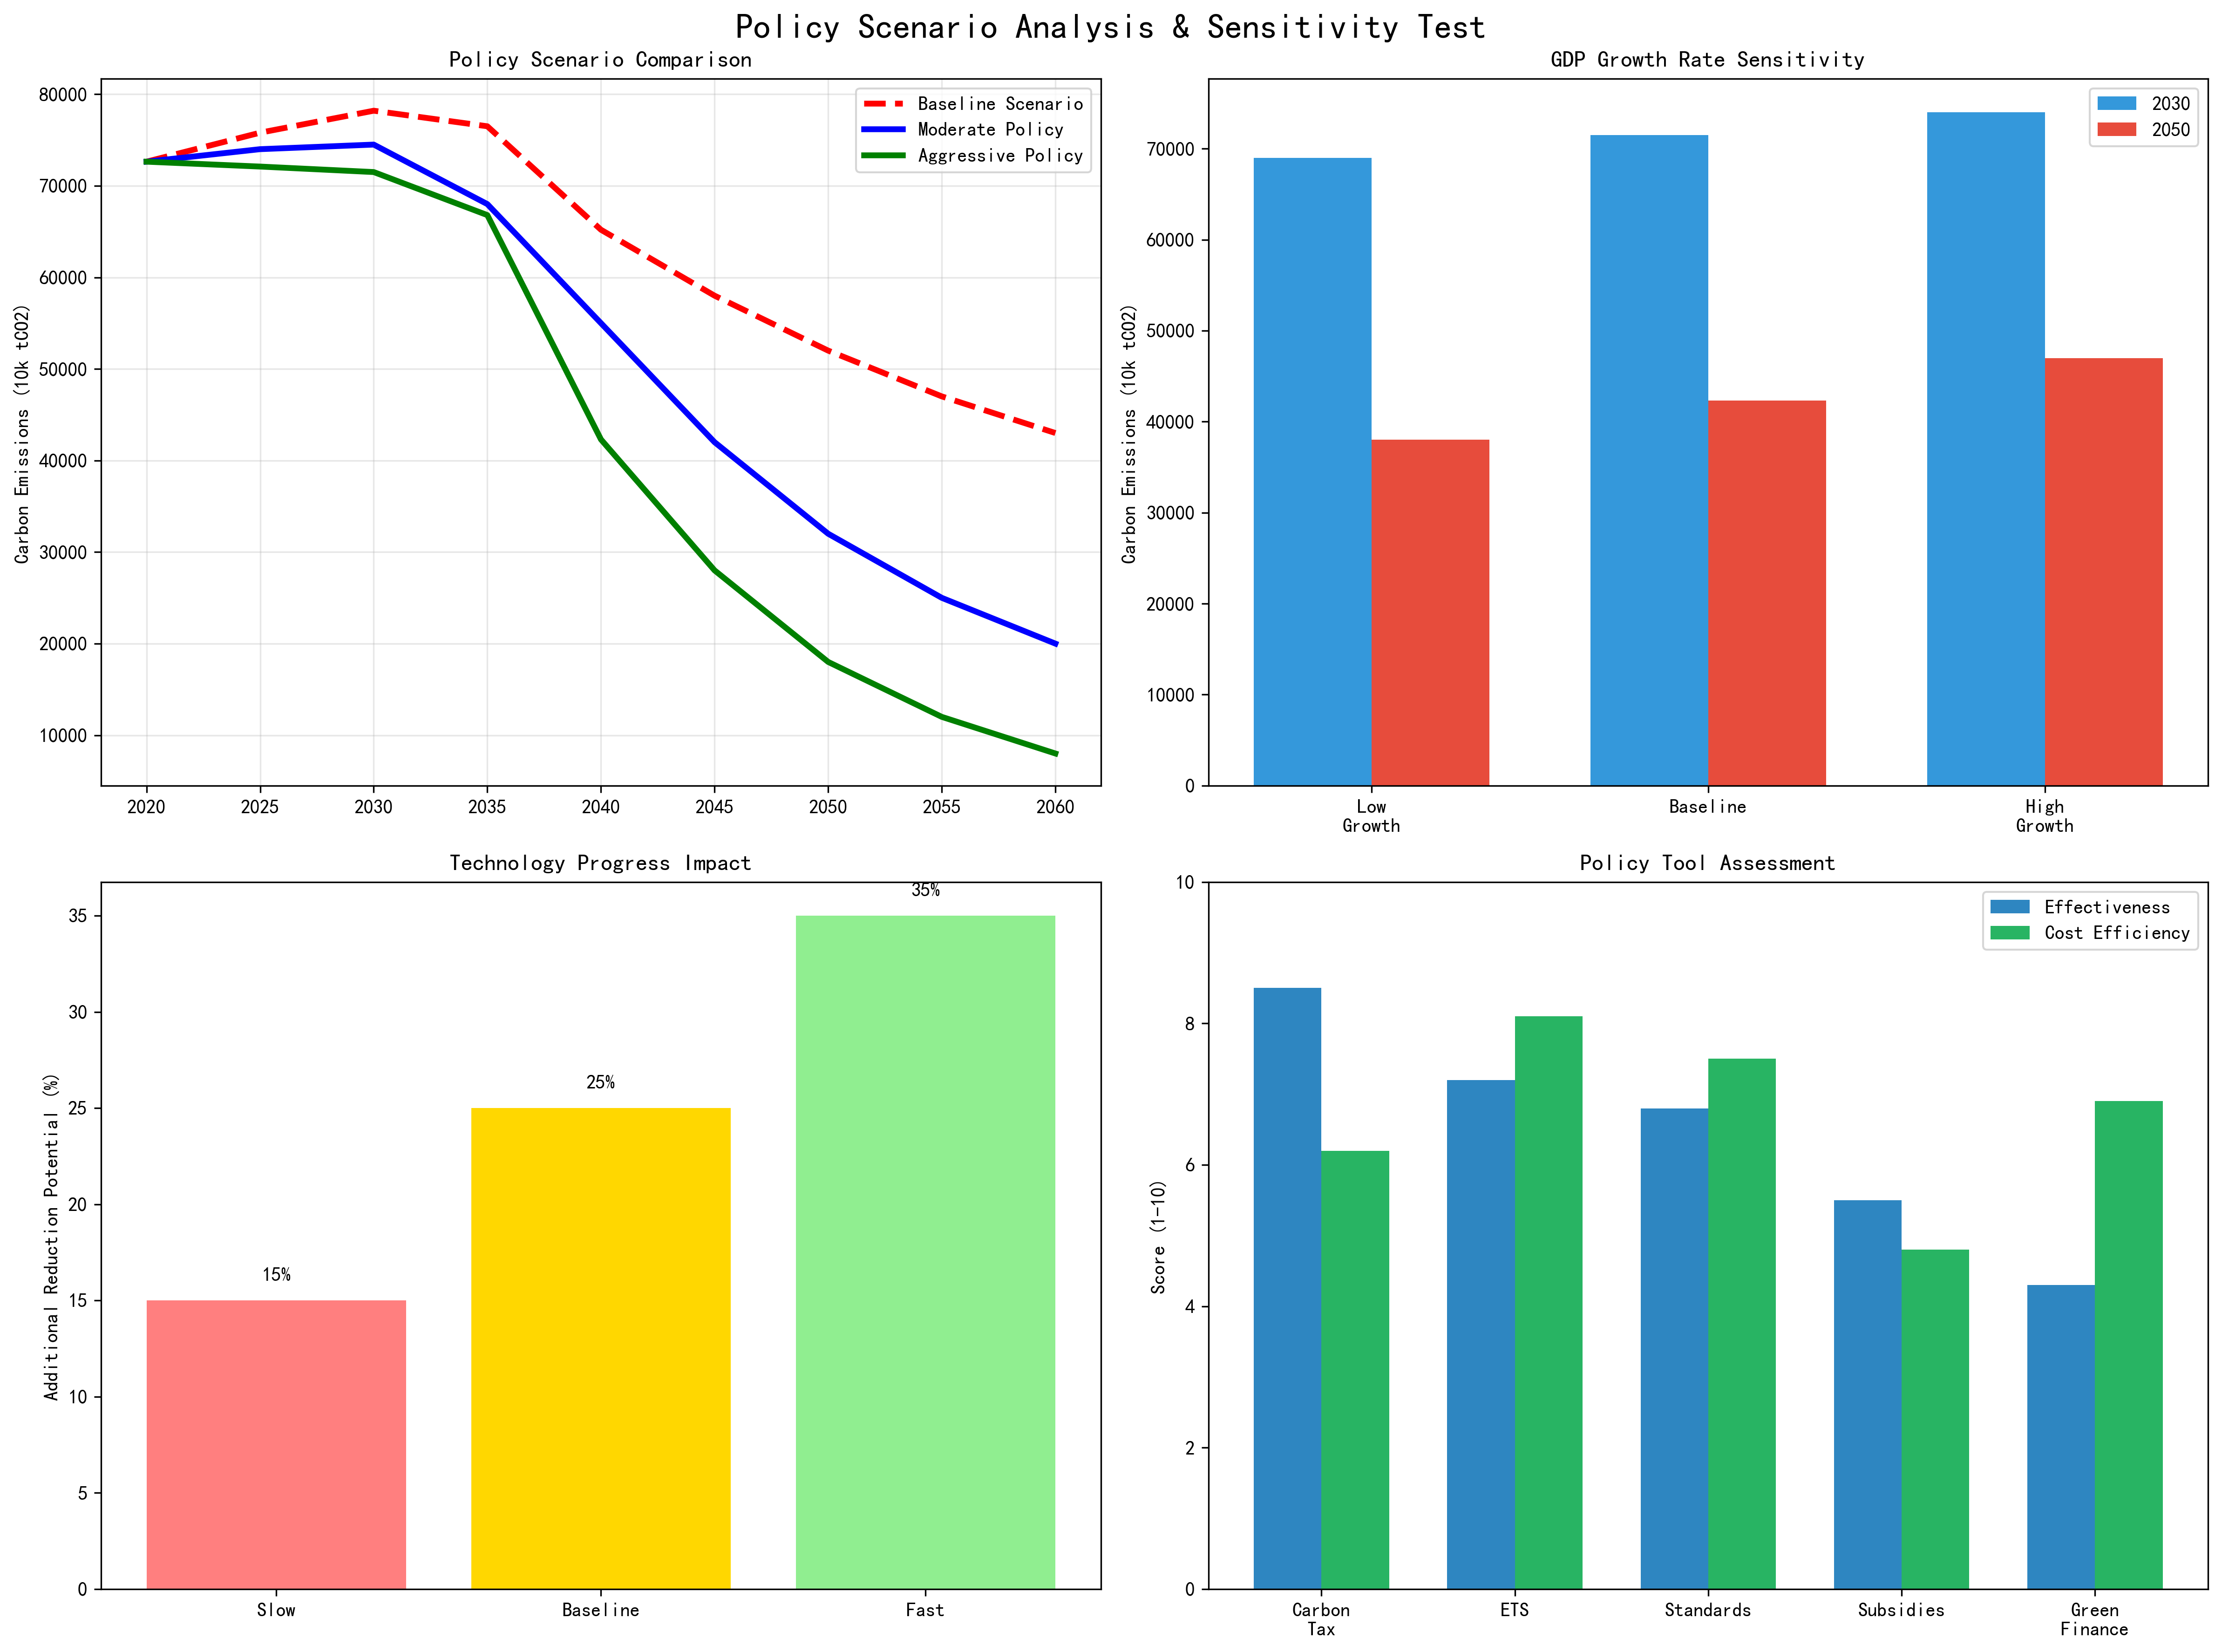 Policy Scenario Analysis & Sensitivity Test
Policy Scenario Comparison
Carbon Emissions (10k tCO2)
80000
70000
60000
50000
40000
30000
20000
10000
2020 2025 2030 2035 2040 2045 2050 2055 2060
Baseline Scenario
Moderate Policy
Aggressive Policy
GDP Growth Rate Sensitivity
Carbon Emissions (10k tCO2)
70000
60000
50000
40000
30000
20000
10000
0
Low
Growth
Baseline
High
Growth
2030
2050
Technology Progress Impact
Additional Reduction Potential (%)
35
30
25
20
15
10
5
0
15%
25%
35%
Slow Baseline Fast
Policy Tool Assessment
Score (1-10)
10
8
6
4
2
0
Carbon
Tax
ETS
Standards
Subsidies
Green
Finance
Effectiveness
Cost Efficiency